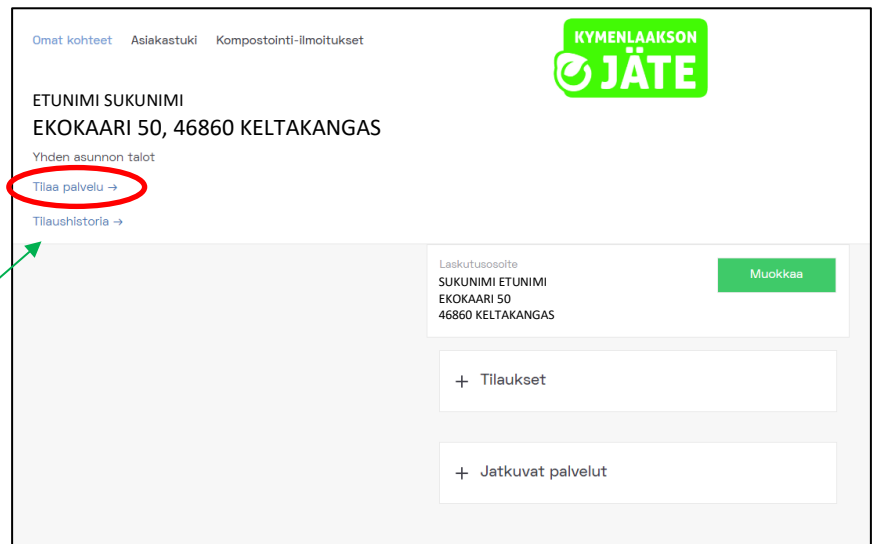 Omat kohteet Asiakastuki Kompostointi-ilmoitukset
KYMENLAAKSON
JÄTE
ETUNIMI SUKUNIMI
EKOKAARI 50, 46860 KELTAKANGAS
Yhden asunnon talot
Tilaa palvelu →
Tilaushistoria →
Laskutusosoite
SUKUNIMI ETUNIMI
EKOKAARI 50
46860 KELTAKANGAS
Muokkaa
+ Tilaukset
+ Jatkuvat palvelut